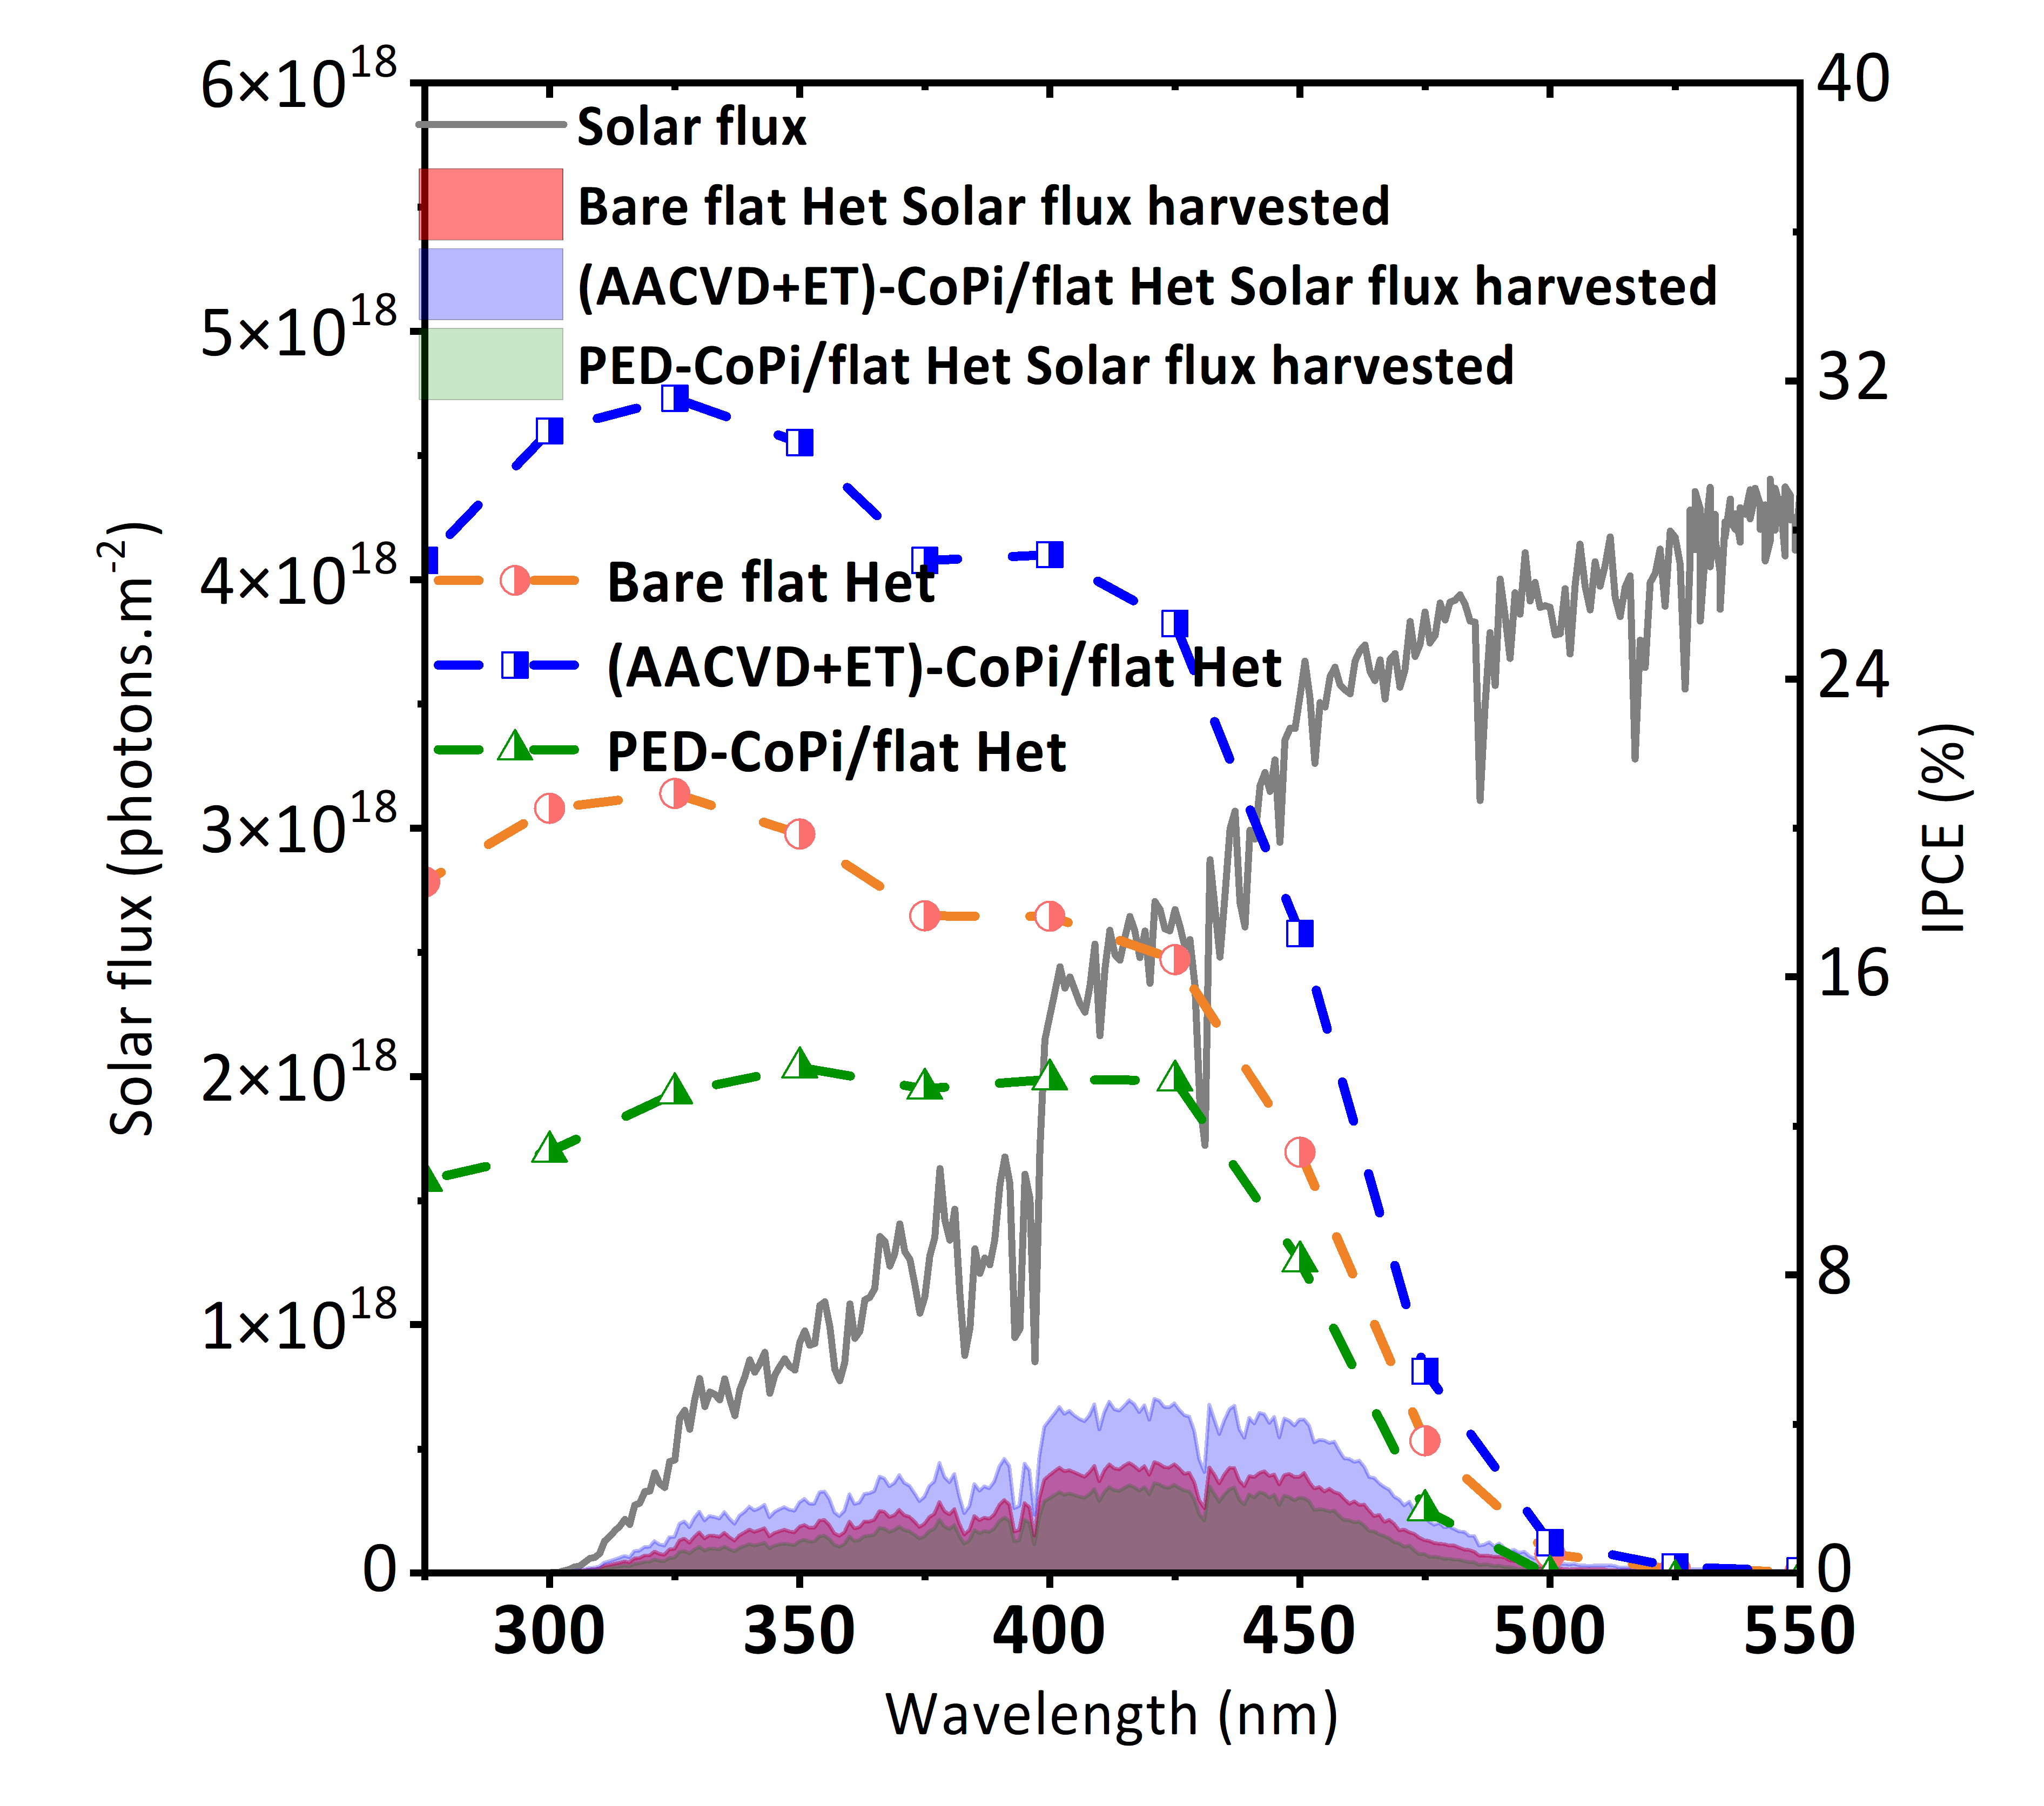 6×10^18
5×10^18
4×10^18
3×10^18
2×10^18
1×10^18
0
Solar flux (photons.m^-2)
Solar flux
Bare flat Het Solar flux harvested
(AACVD+ET)-CoPi/flat Het Solar flux harvested
PED-CoPi/flat Het Solar flux harvested
Bare flat Het
(AACVD+ET)-CoPi/flat Het
PED-CoPi/flat Het
40
32
24
16
8
0
IPCE (%)
300 350 400 450 500 550
Wavelength (nm)